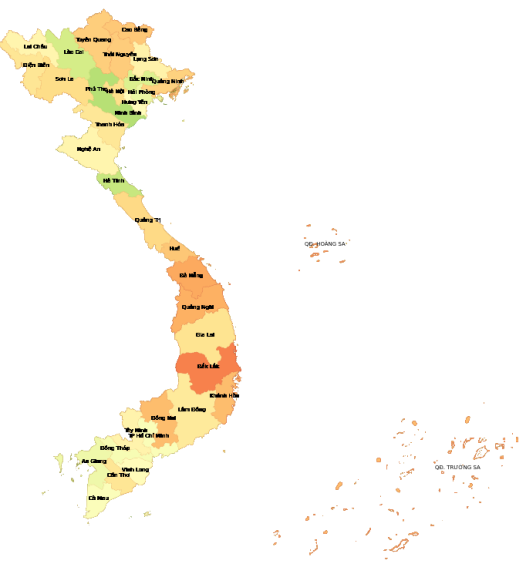 Cao Bằng
Tuyên Quang
Lai Châu
Lào Cai
Thái Nguyên
Lạng Sơn
Điện Biên
Sơn La
Bắc Ninh
Quảng Ninh
Phú Thọ
Hà Nội
Hải Phòng
Hưng Yên
Ninh Bình
Thanh Hóa
Nghệ An
Hà Tĩnh
Quảng Trị
QĐ. HOÀNG SA
Huế
Đà Nẵng
Quảng Ngãi
Gia Lai
Đắk Lắk
Khánh Hòa
Lâm Đồng
Đồng Nai
Tây Ninh
TP Hồ Chí Minh
Đồng Tháp
An Giang
Vĩnh Long
Cần Thơ
QĐ. TRƯỜNG SA
Cà Mau